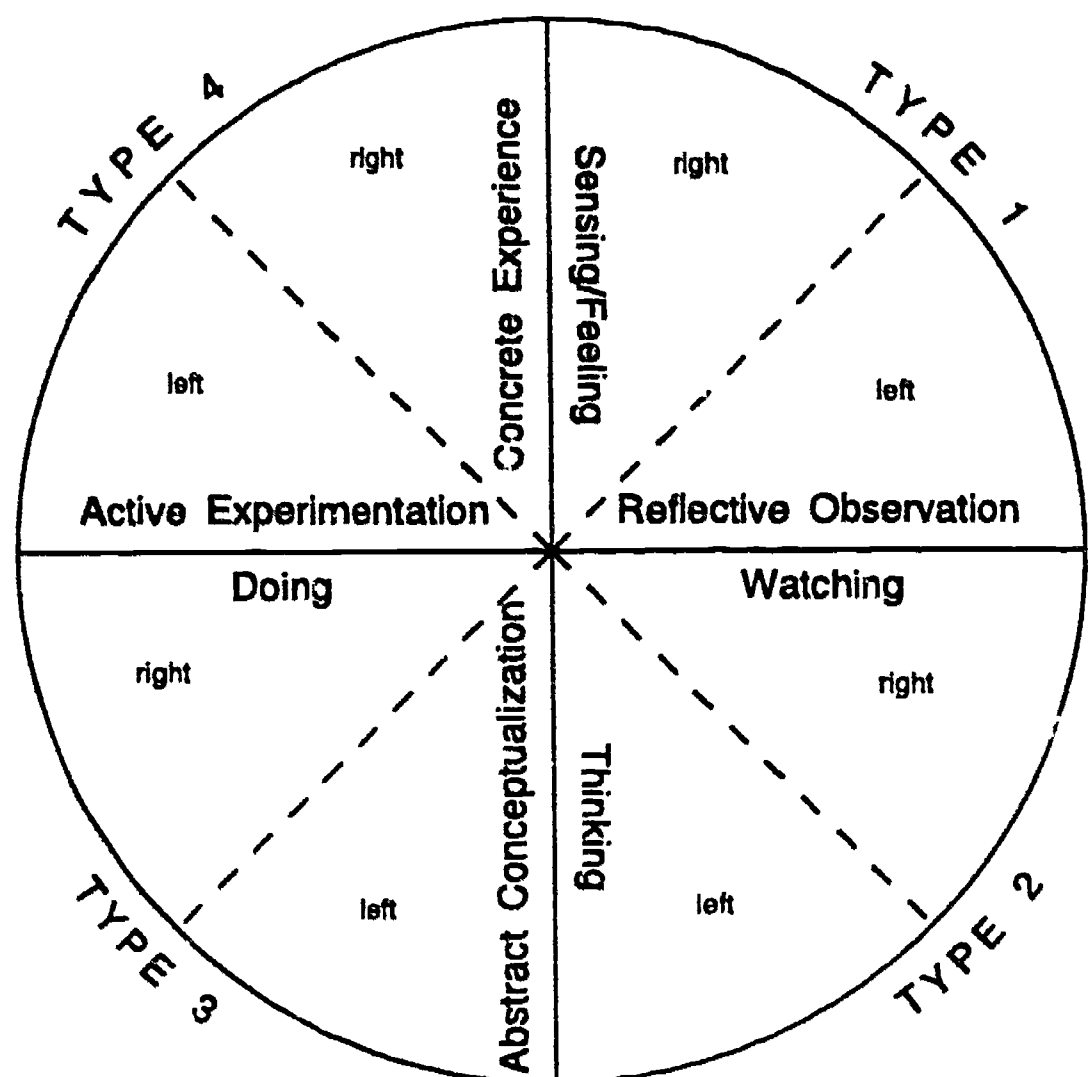 TYPE 4
TYPE 1
right
right
Concrete Experience
Sensing/Feeling
left
left
Active Experimentation
Reflective Observation
Doing
Watching
right
right
Abstract Conceptualization
Thinking
left
left
TYPE 3
TYPE 2